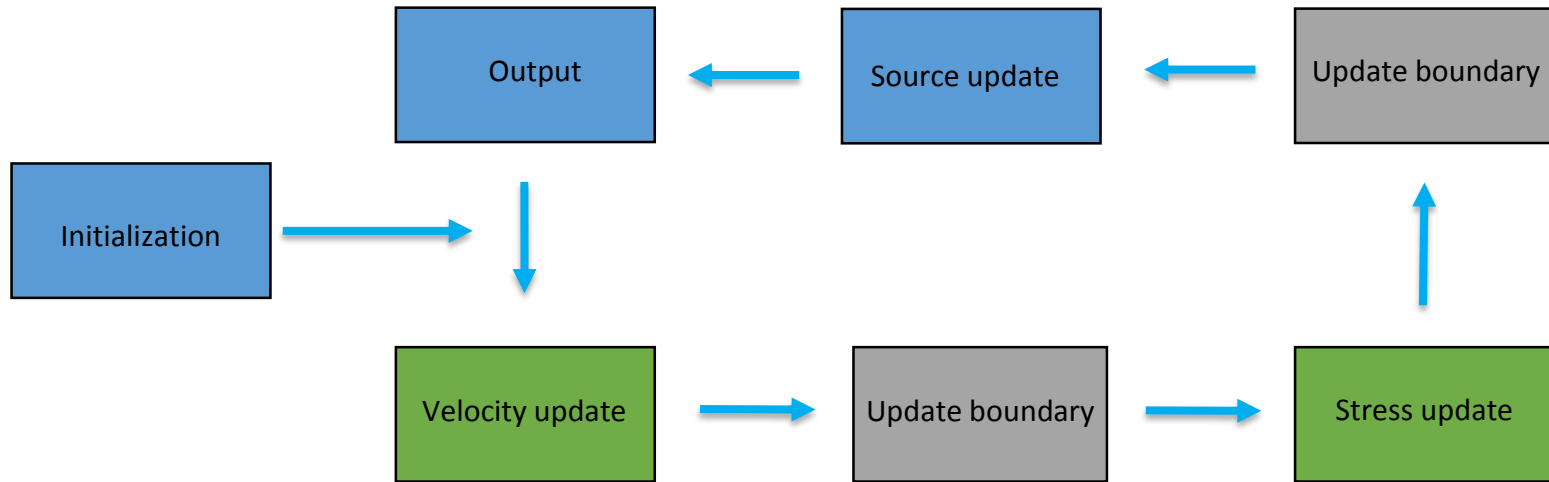 Output
Source update
Update boundary
Initialization
Velocity update
Update boundary
Stress update